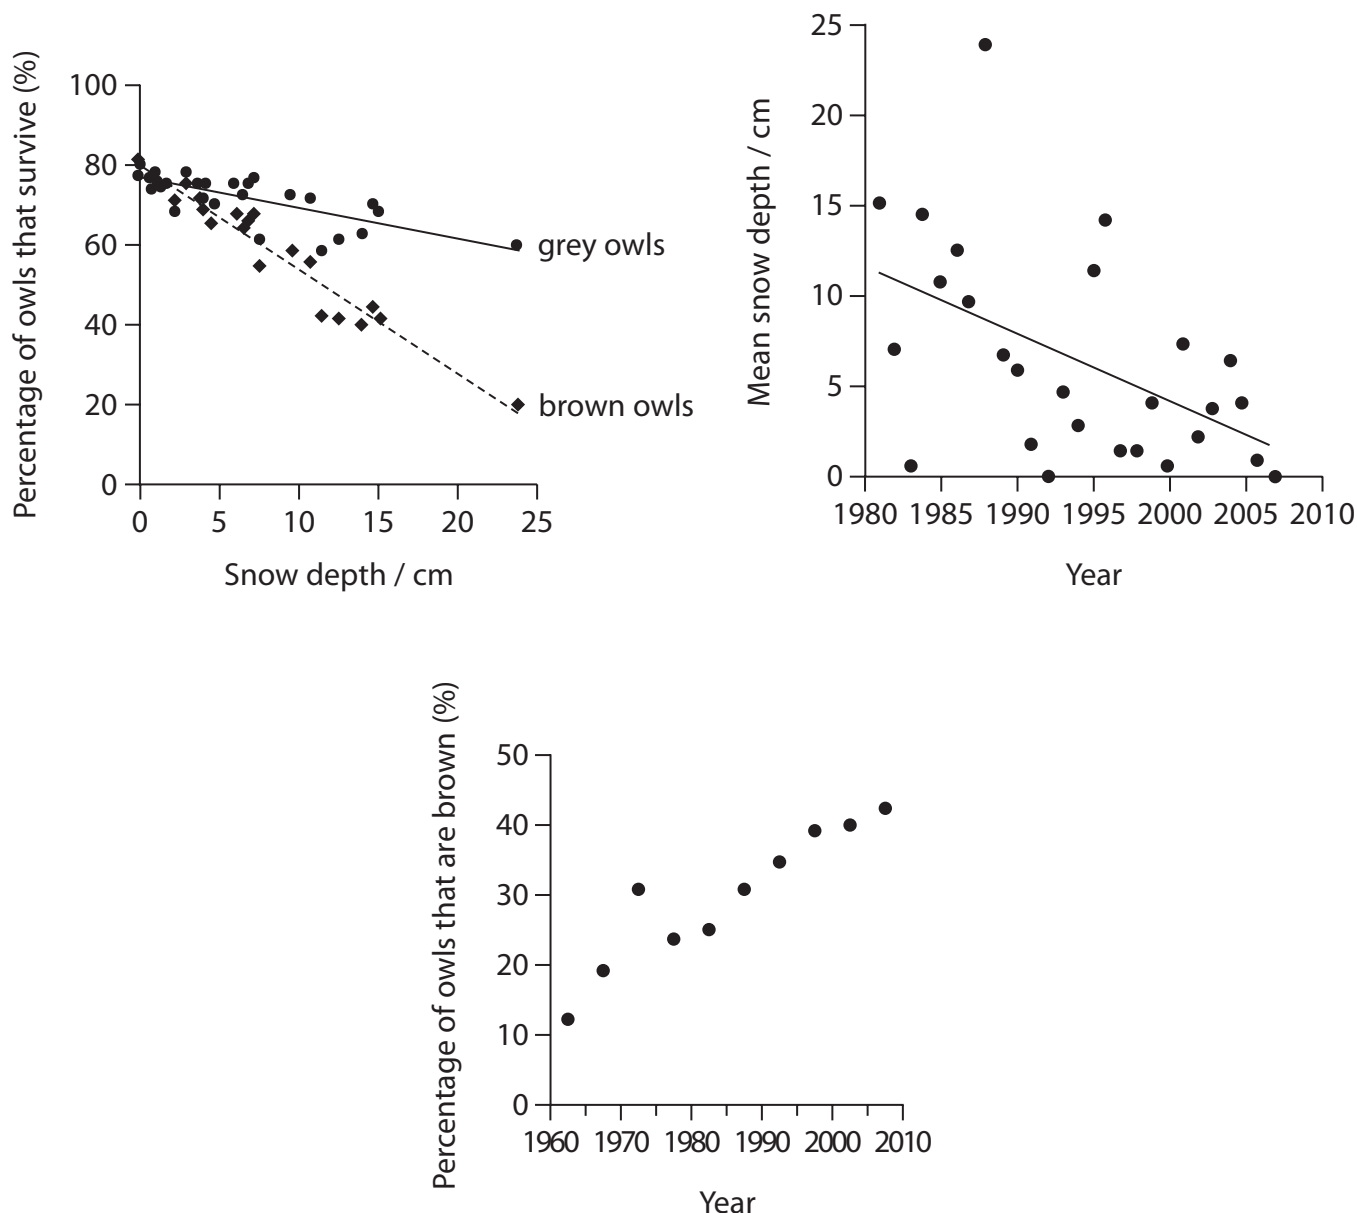 Percentage of owls that survive (%)
100
80
60
40
20
0
0 5 10 15 20 25
Snow depth / cm
grey owls
brown owls
Mean snow depth / cm
25
20
15
10
5
0
1980 1985 1990 1995 2000 2005 2010
Year
Percentage of owls that are brown (%)
50
40
30
20
10
0
1960 1970 1980 1990 2000 2010
Year